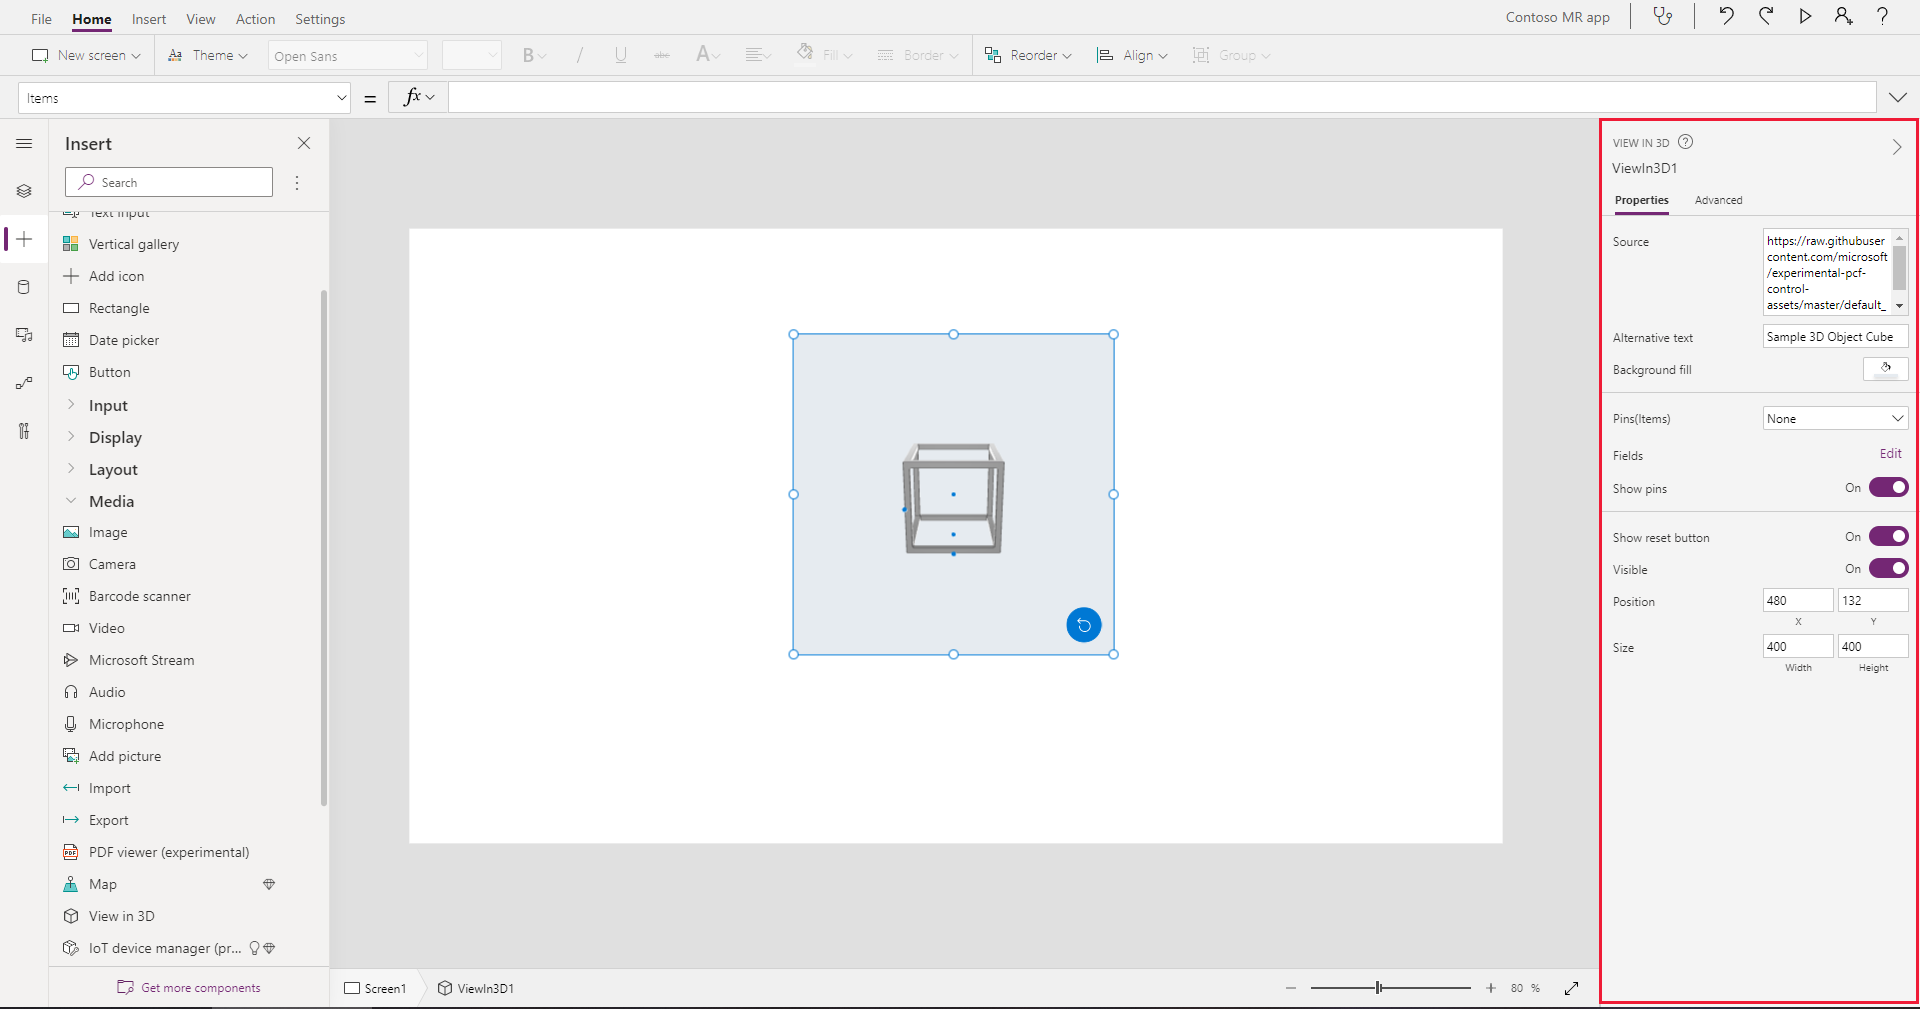 File Home Insert View Action Settings
Contoso MR app
New screen Theme Open Sans B / U abc A Fill Border Reorder Align Group
Items = fx
Insert
Search
Text input
Vertical gallery
Add icon
Rectangle
Date picker
Button
Input
Display
Layout
Media
Image
Camera
Barcode scanner
Video
Microsoft Stream
Audio
Microphone
Add picture
Import
Export
PDF viewer (experimental)
Map
View in 3D
IoT device manager (pr...
Get more components
Screen1 ViewIn3D1
80 %
VIEW IN 3D ?
ViewIn3D1
Properties Advanced
Source
https://raw.githubuser
content.com/microsoft
/experimental-pcf-
control-
assets/master/default_
Alternative text Sample 3D Object Cube
Background fill
Pins(Items) None
Fields Edit
Show pins On
Show reset button On
Visible On
Position 480 132
X Y
Size 400 400
Width Height